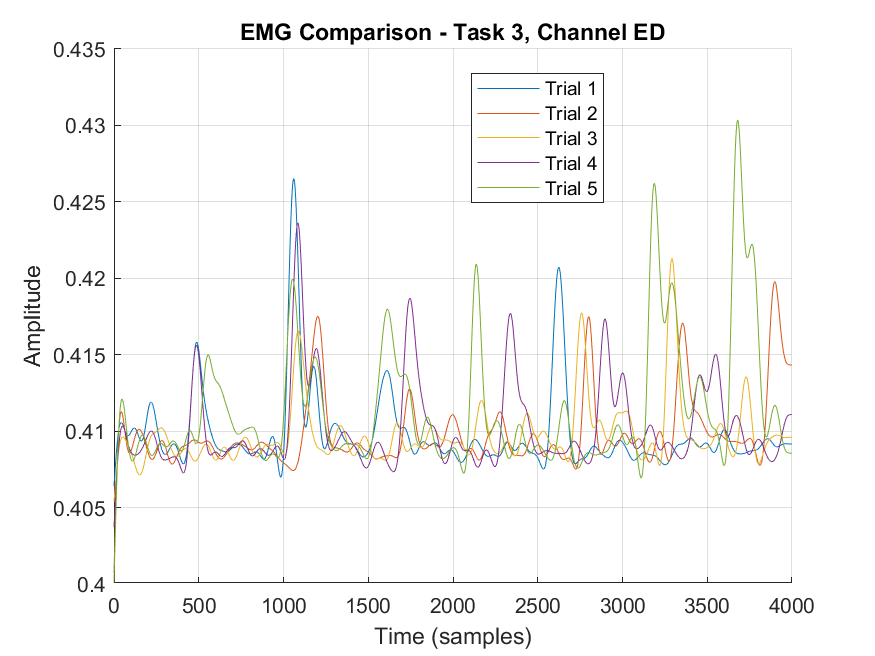 EMG Comparison - Task 3, Channel ED
0.435
0.43
0.425
0.42
0.415
0.41
0.405
0.4
Amplitude
Trial 1
Trial 2
Trial 3
Trial 4
Trial 5
0 500 1000 1500 2000 2500 3000 3500 4000
Time (samples)